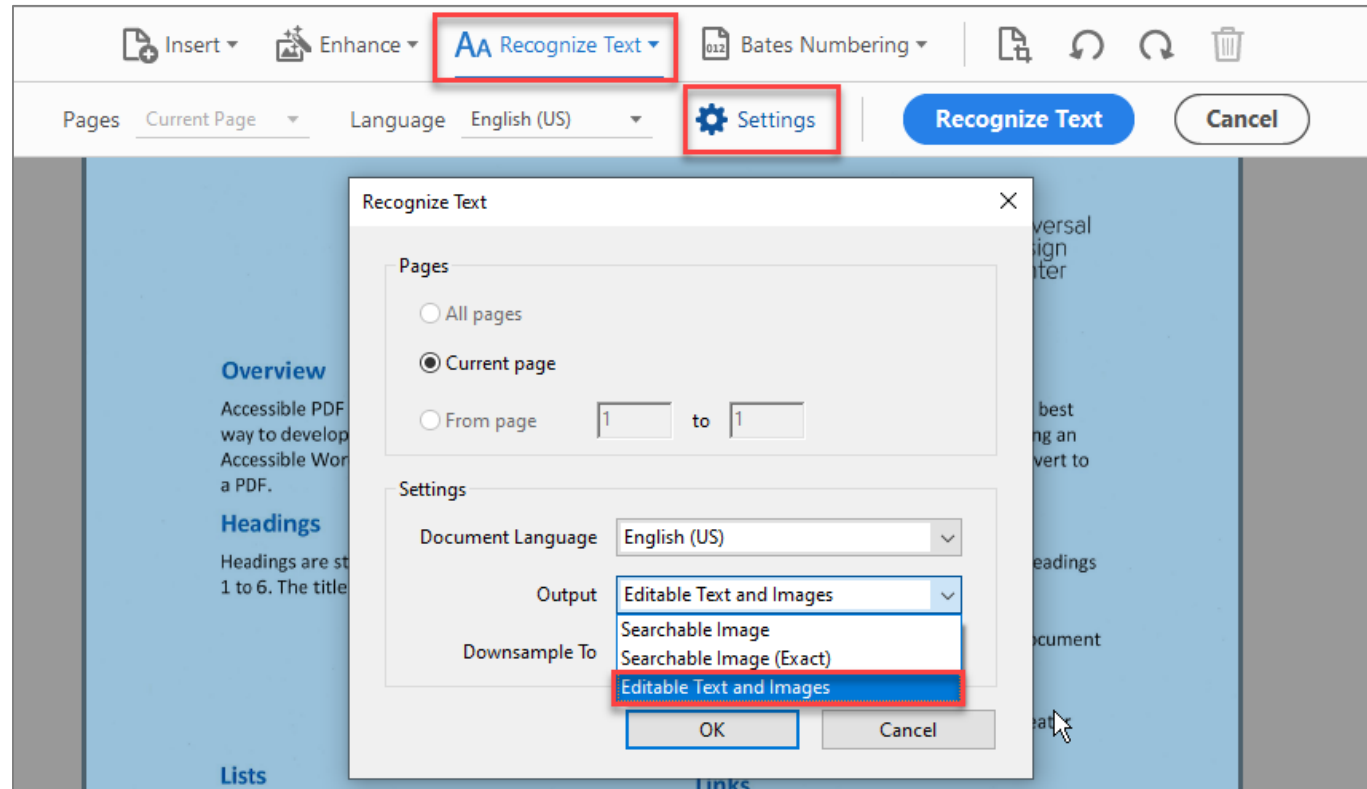 Insert Enhance AA Recognize Text 012 Bates Numbering
Pages Current Page Language English (US) Settings Recognize Text Cancel
Recognize Text
Pages
All pages
Current page
From page 1 to 1
Settings
Document Language English (US)
Output Editable Text and Images
Searchable Image
Downsample To Searchable Image (Exact)
Editable Text and Images
OK Cancel
versal
sign
nter
Overview
Accessible PDF
way to develop
Accessible Wor
a PDF.
Headings
Headings are st
1 to 6. The title
Lists
best
ng an
vert to
eadings
ocument
Links